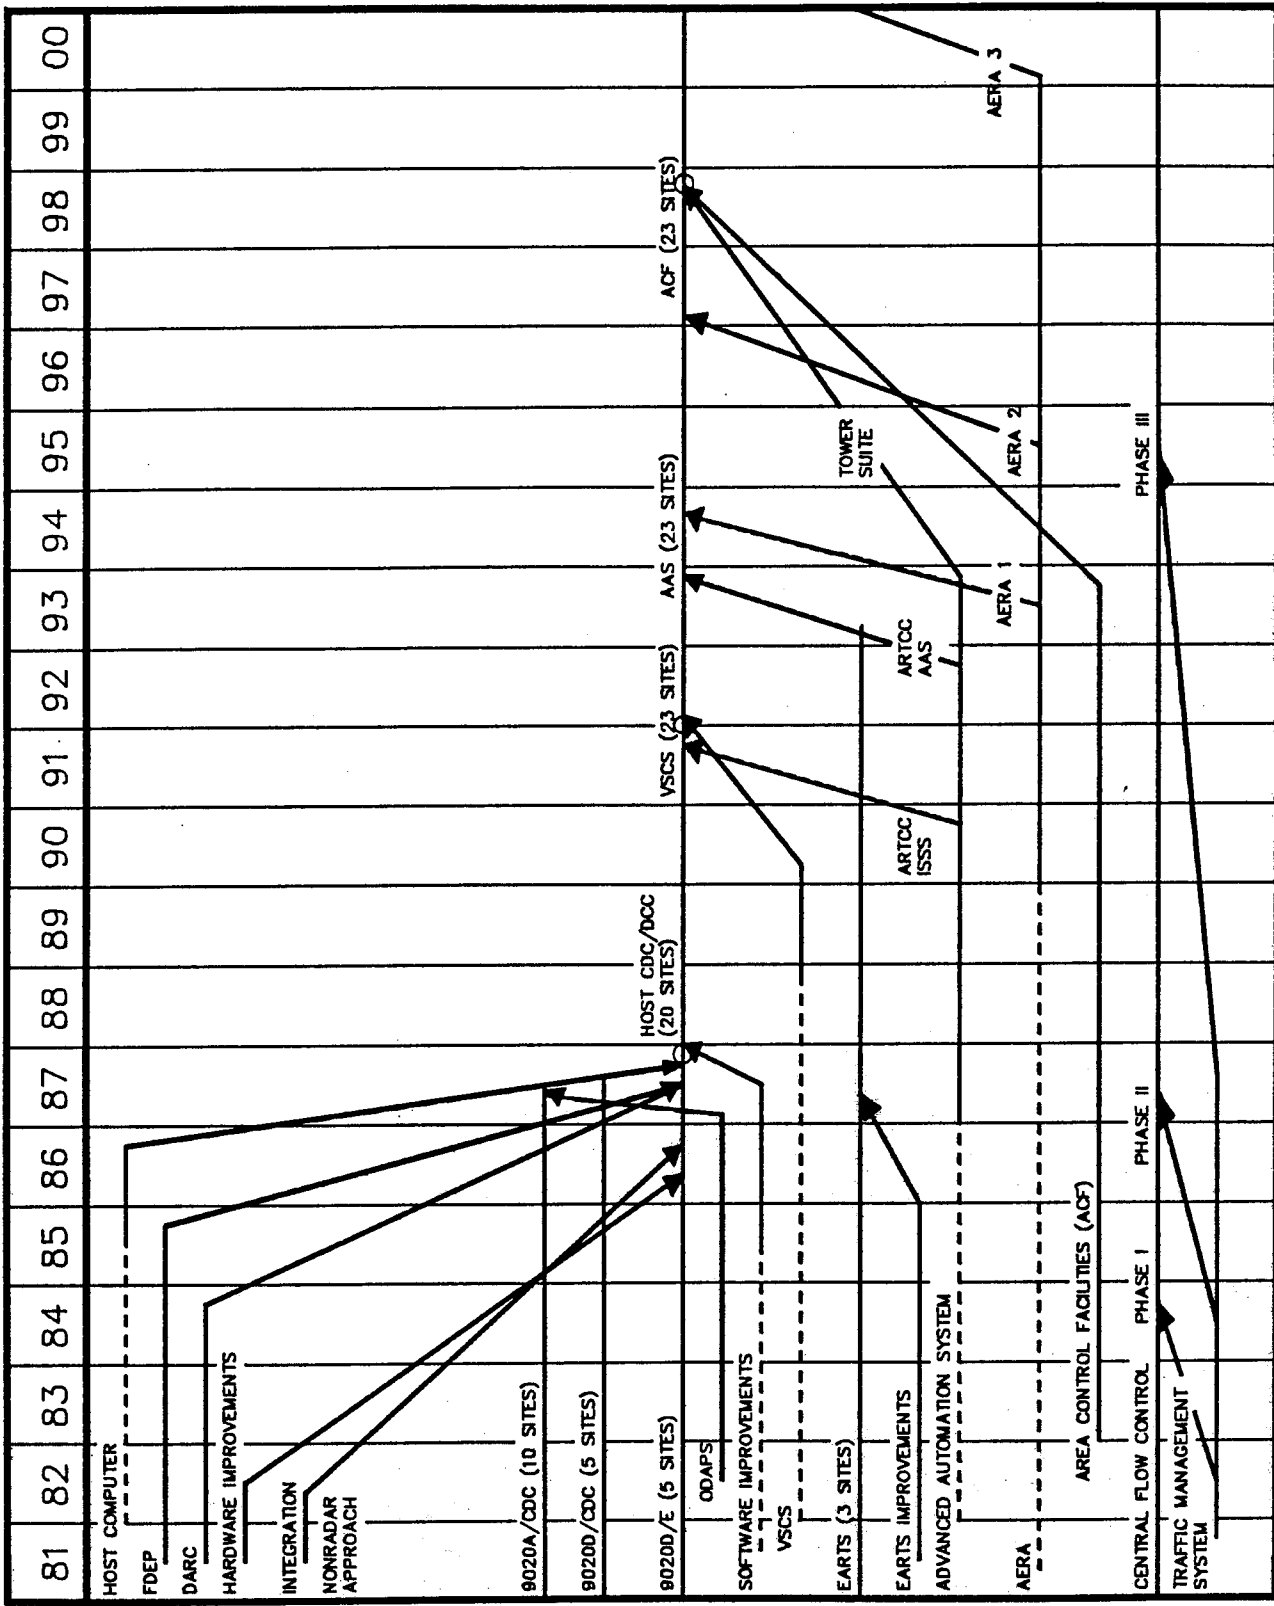 81 82 83 84 85 86 87 88 89 90 91 92 93 94 95 96 97 98 99 00
HOST COMPUTER
FDEP
DARC
HARDWARE IMPROVEMENTS
INTEGRATION
NONRADAR
APPROACH
9020A/CDC (10 SITES)
9020D/CDC (5 SITES)
9020D/E (5 SITES)
HOST CDC/DCC
(20 SITES)
VSCS (23 SITES)
AAS (23 SITES)
ACF (23 SITES)
ODAPS
SOFTWARE IMPROVEMENTS
VSCS
TOWER
SUITE
EARTS (3 SITES)
EARTS IMPROVEMENTS
ARTCC
ISSS
ARTCC
AAS
ADVANCED AUTOMATION SYSTEM
AERA 1
AERA 2
AERA 3
AERA
AREA CONTROL FACILITIES (ACF)
CENTRAL FLOW CONTROL
PHASE I
PHASE II
PHASE III
TRAFFIC MANAGEMENT
SYSTEM